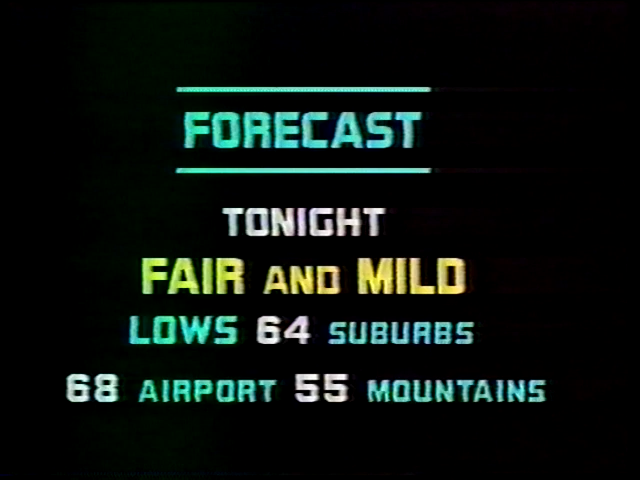 FORECAST
TONIGHT
FAIR AND MILD
LOWS 64 SUBURBS
68 AIRPORT 55 MOUNTAINS